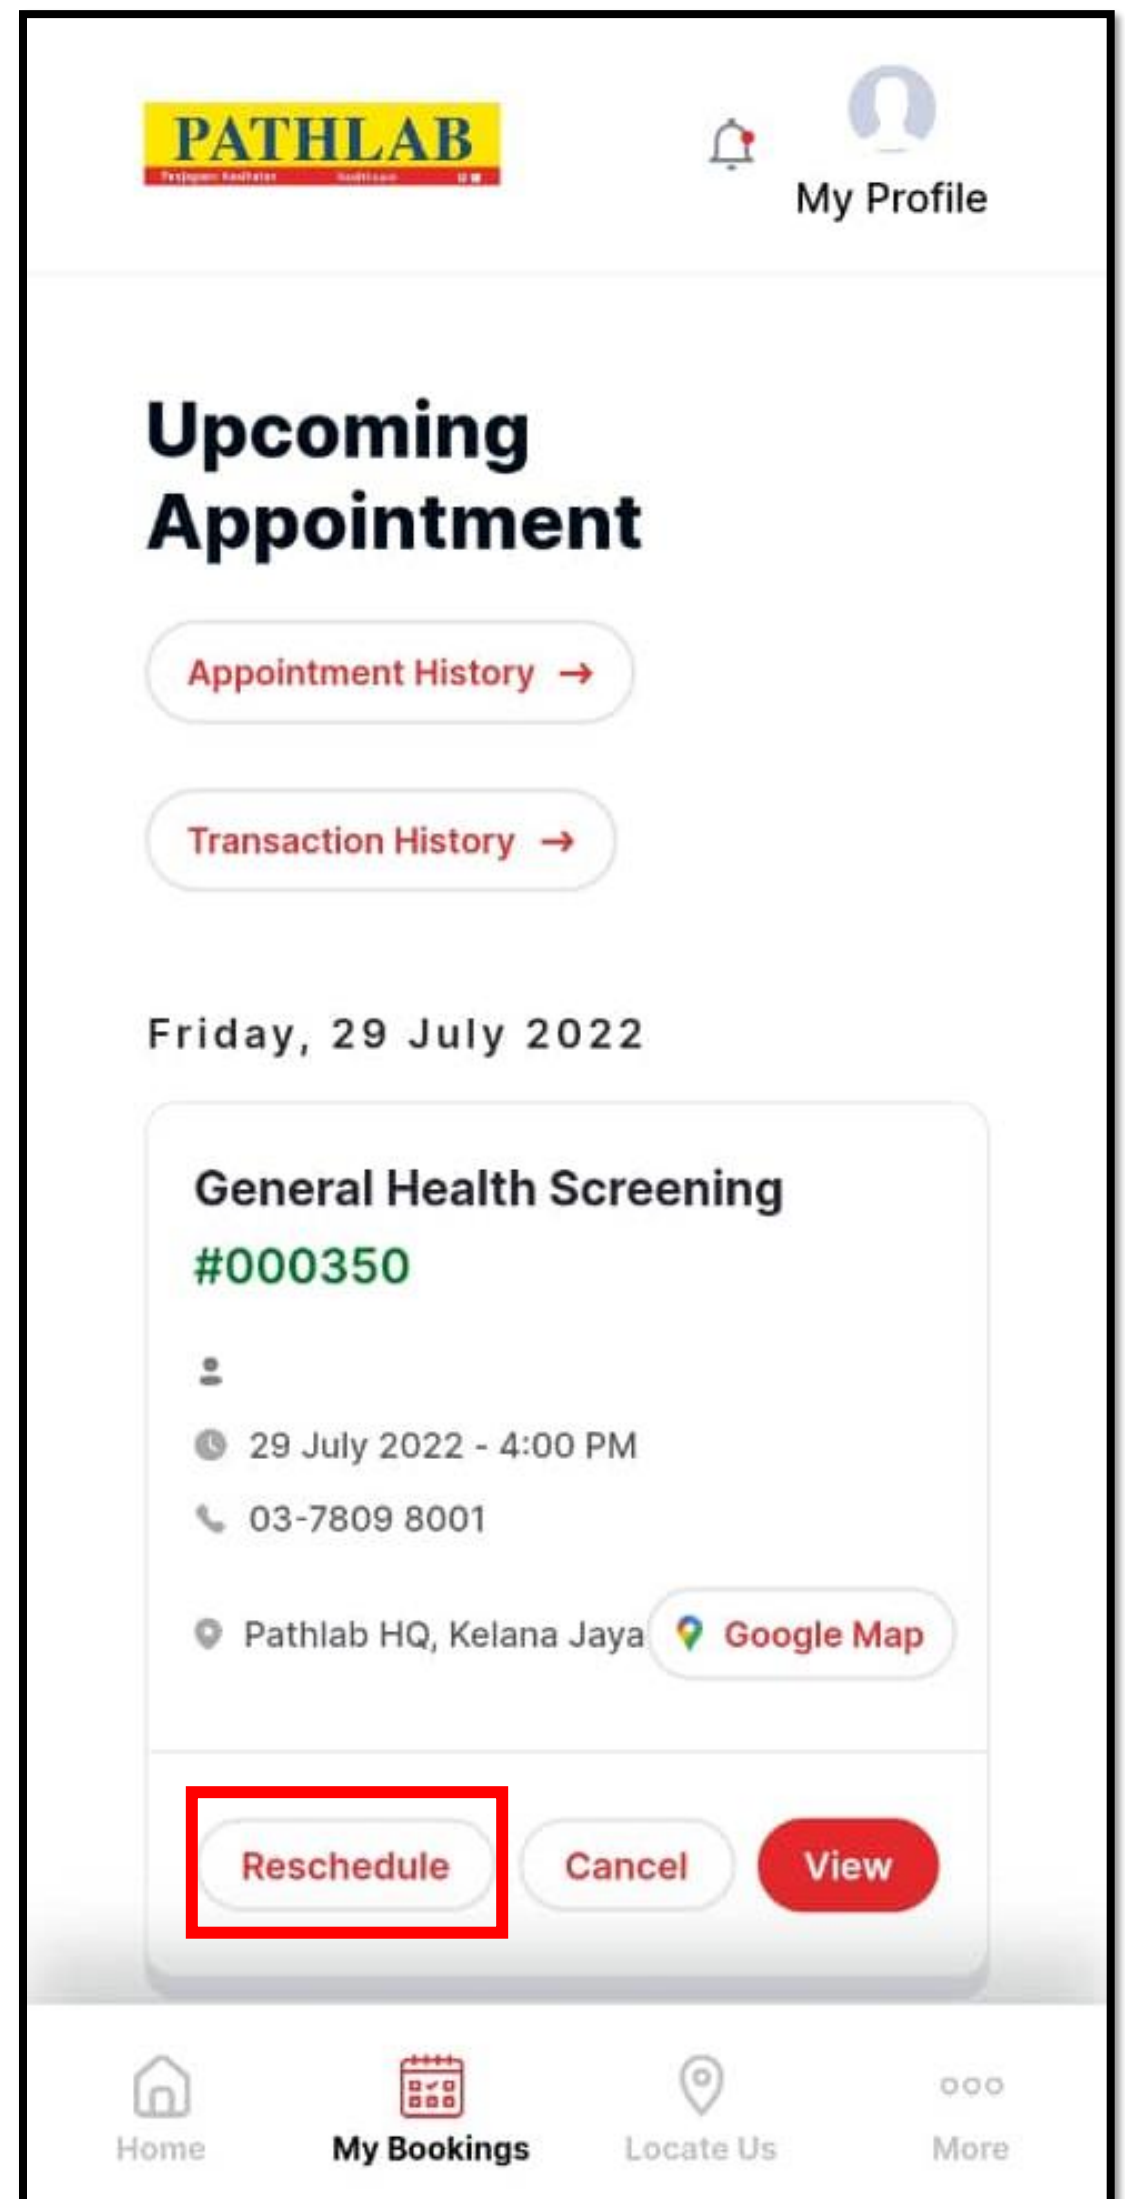 PATHLAB
My Profile
Upcoming
Appointment
Appointment History →
Transaction History →
Friday, 29 July 2022
General Health Screening
#000350
29 July 2022 - 4:00 PM
03-7809 8001
Pathlab HQ, Kelana Jaya Google Map
Reschedule Cancel View
Home My Bookings Locate Us More